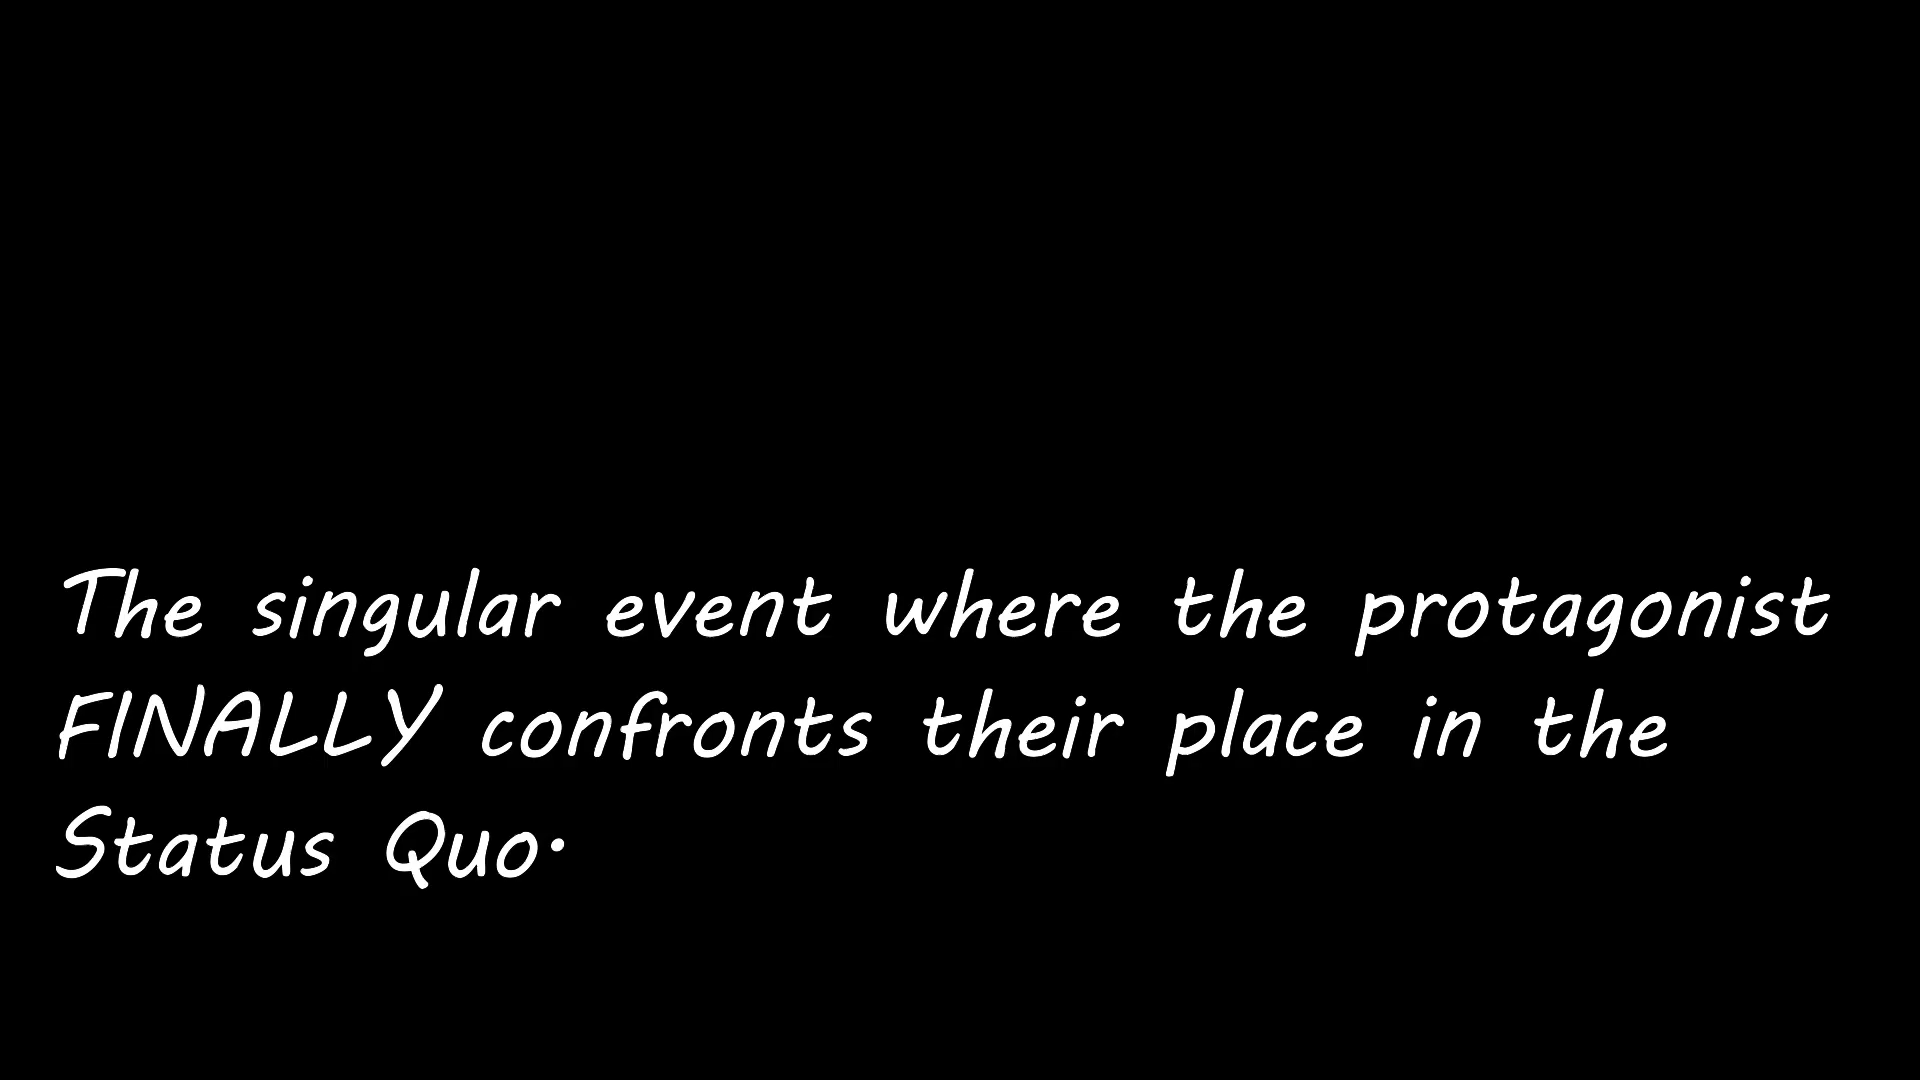 The singular event where the protagonist
FINALLY confronts their place in the
Status Quo.